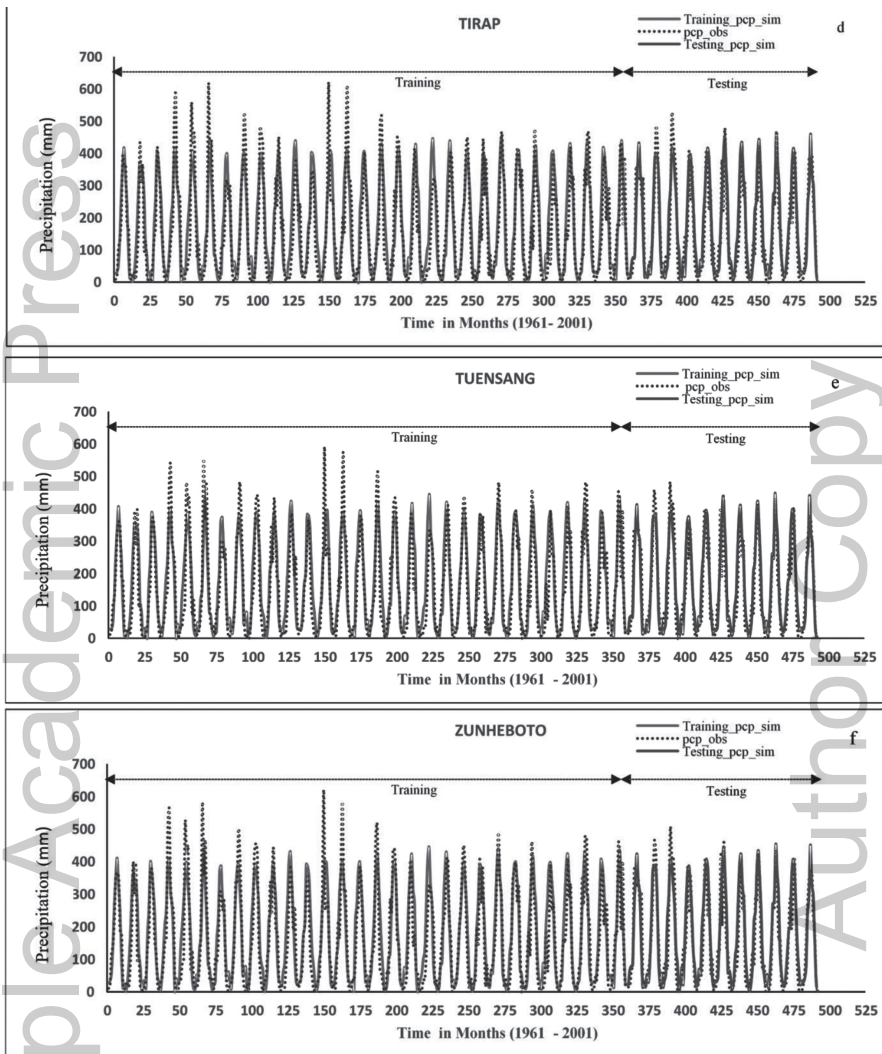 TIRAP
Training_pcp_sim
pcp_obs
Testing_pcp_sim
d
Training
Testing
Precipitation (mm)
700
600
500
400
300
200
100
0
0 25 50 75 100 125 150 175 200 225 250 275 300 325 350 375 400 425 450 475 500 525
Time in Months (1961- 2001)
TUENSANG
Training_pcp_sim
pcp_obs
Testing_pcp_sim
e
Training
Testing
Precipitation (mm)
700
600
500
400
300
200
100
0
0 25 50 75 100 125 150 175 200 225 250 275 300 325 350 375 400 425 450 475 500 525
Time in Months (1961 - 2001)
ZUNHEBOTO
Training_pcp_sim
pcp_obs
Testing_pcp_sim
f
Training
Testing
Precipitation (mm)
700
600
500
400
300
200
100
0
0 25 50 75 100 125 150 175 200 225 250 275 300 325 350 375 400 425 450 475 500 525
Time in Months (1961 - 2001)
ple Academic Press
Author Copy